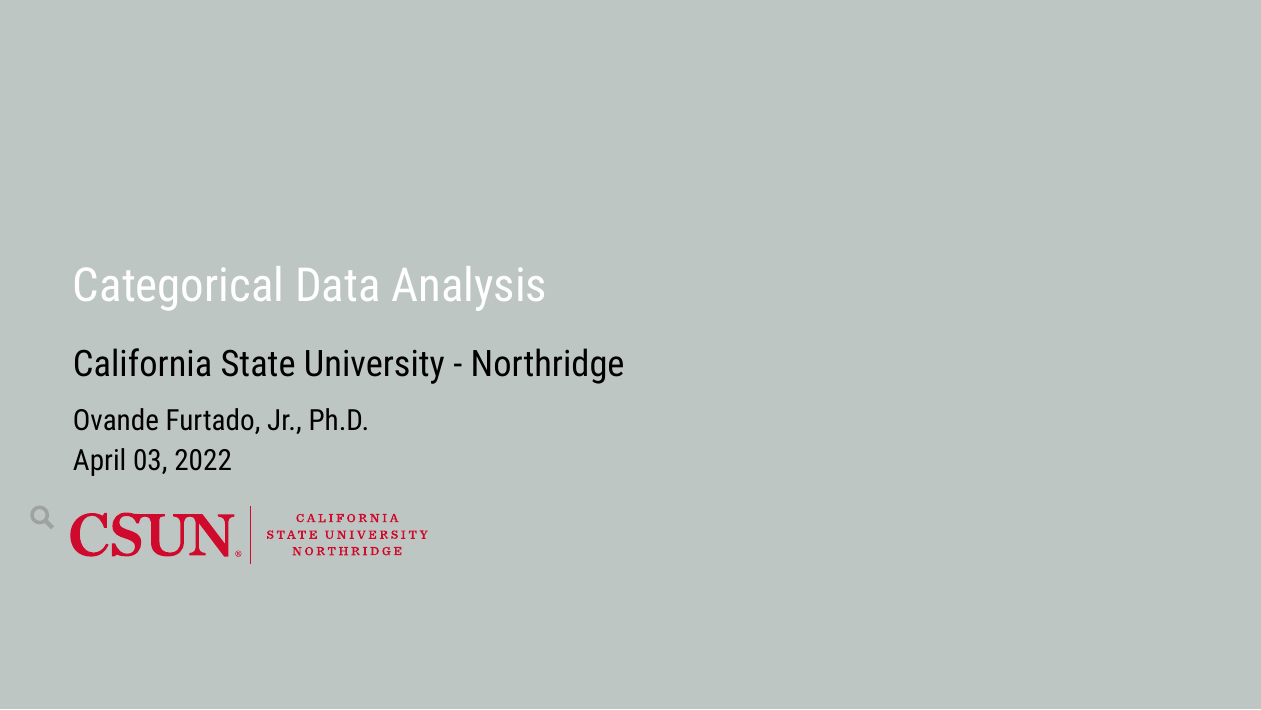 Categorical Data Analysis
California State University - Northridge
Ovande Furtado, Jr., Ph.D.
April 03, 2022
CSUN®
CALIFORNIA
STATE UNIVERSITY
NORTHRIDGE